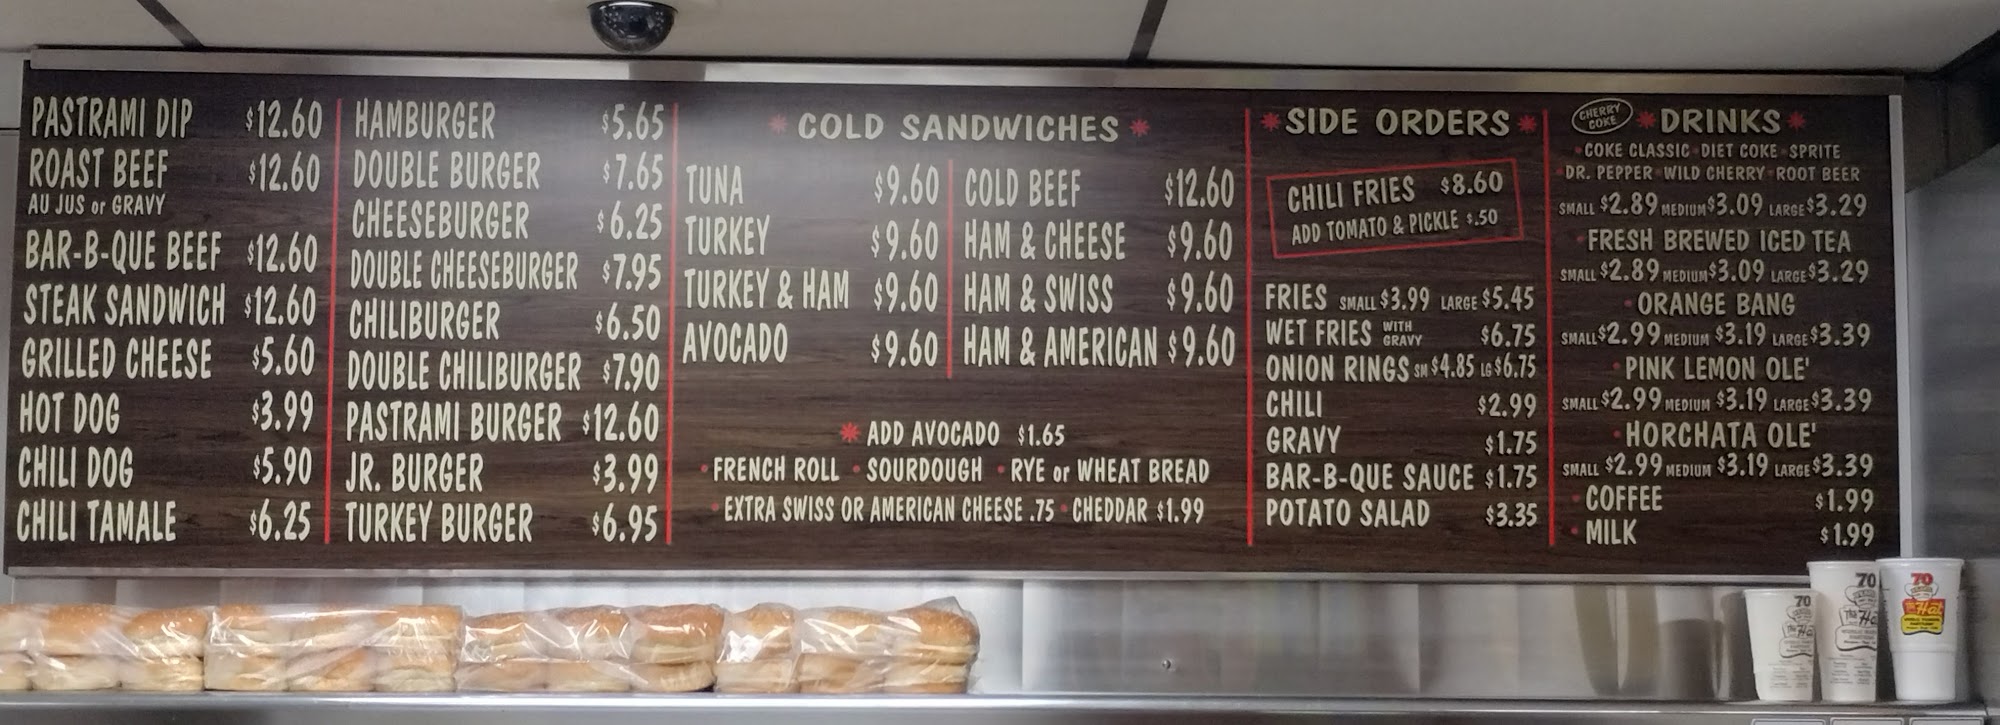 PASTRAMI DIP $12.60
ROAST BEEF $12.60
AU JUS or GRAVY
BAR-B-QUE BEEF $12.60
STEAK SANDWICH $12.60
GRILLED CHEESE $5.60
HOT DOG $3.99
CHILI DOG $5.90
CHILI TAMALE $6.25
HAMBURGER $5.65
DOUBLE BURGER $7.65
CHEESEBURGER $6.25
DOUBLE CHEESEBURGER $7.95
CHILIBURGER $6.50
DOUBLE CHILIBURGER $7.90
PASTRAMI BURGER $12.60
JR. BURGER $3.99
TURKEY BURGER $6.95
COLD SANDWICHES
TUNA $9.60
TURKEY $9.60
TURKEY & HAM $9.60
AVOCADO $9.60
COLD BEEF $12.60
HAM & CHEESE $9.60
HAM & SWISS $9.60
HAM & AMERICAN $9.60
ADD AVOCADO $1.65
• FRENCH ROLL • SOURDOUGH • RYE or WHEAT BREAD
• EXTRA SWISS OR AMERICAN CHEESE .75 • CHEDDAR $1.99
SIDE ORDERS
CHILI FRIES $8.60
ADD TOMATO & PICKLE $.50
FRIES SMALL $3.99 LARGE $5.45
WET FRIES WITH GRAVY $6.75
ONION RINGS SM $4.85 LG $6.75
CHILI $2.99
GRAVY $1.75
BAR-B-QUE SAUCE $1.75
POTATO SALAD $3.35
CHERRY COKE
DRINKS
• COKE CLASSIC • DIET COKE • SPRITE
DR. PEPPER • WILD CHERRY • ROOT BEER
SMALL $2.89 MEDIUM $3.09 LARGE $3.29
• FRESH BREWED ICED TEA
SMALL $2.89 MEDIUM $3.09 LARGE $3.29
• ORANGE BANG
SMALL $2.99 MEDIUM $3.19 LARGE $3.39
• PINK LEMON OLE'
SMALL $2.99 MEDIUM $3.19 LARGE $3.39
• HORCHATA OLE'
SMALL $2.99 MEDIUM $3.19 LARGE $3.39
• COFFEE $1.99
• MILK $1.99
70
The Hat
70
The Hat
70
The Hat